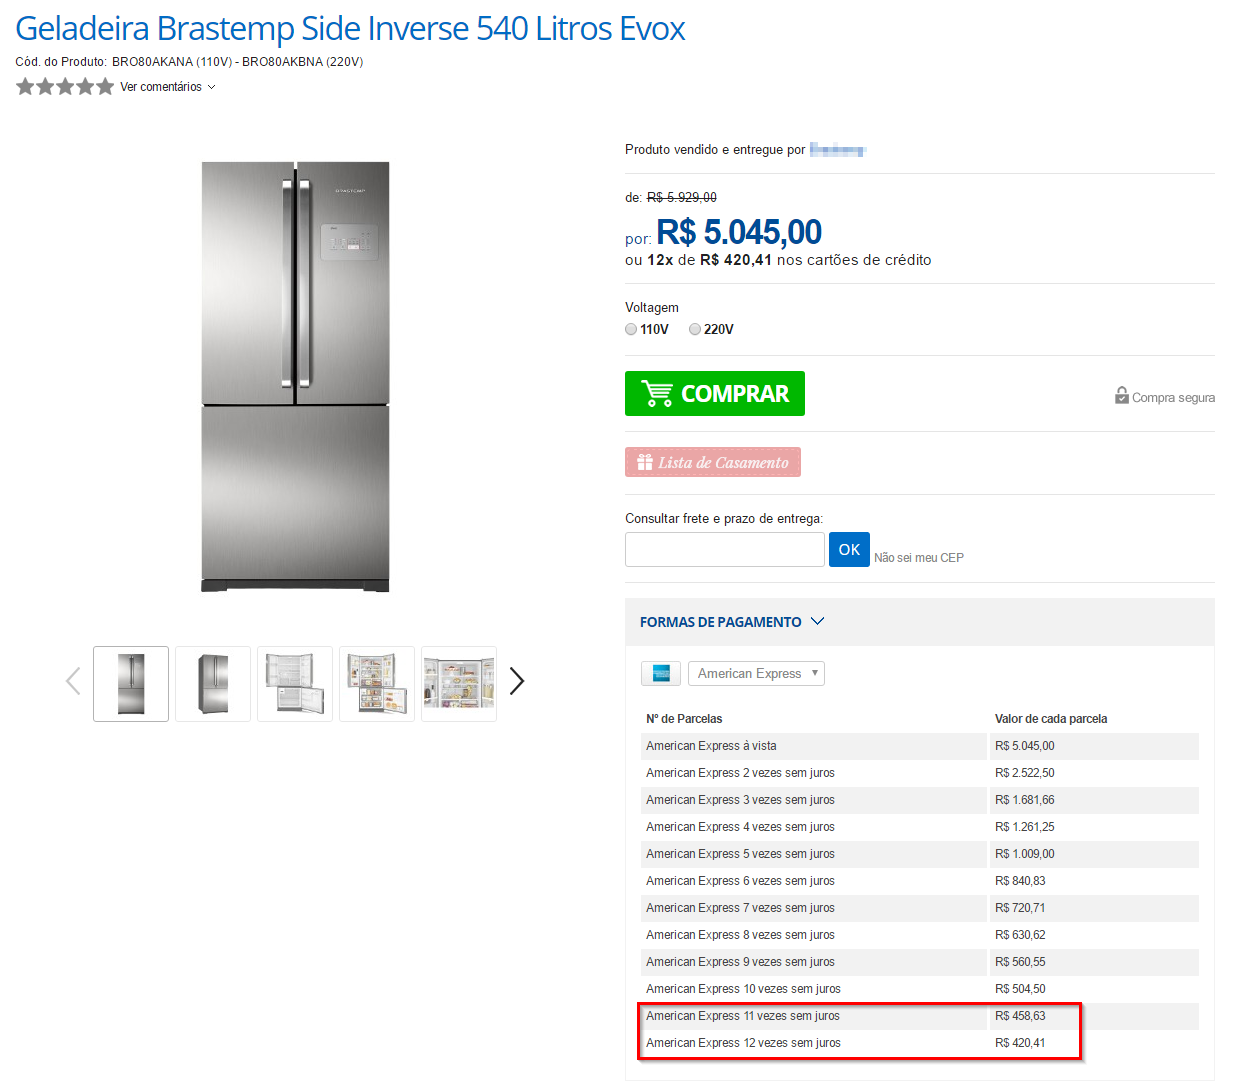 Geladeira Brastemp Side Inverse 540 Litros Evox
Cód. do Produto: BRO80AKANA (110V) - BRO80AKBNA (220V)
Ver comentários
BRASTEMP
Produto vendido e entregue por
de: R$ 5.929,00
por: R$ 5.045,00
ou 12x de R$ 420,41 nos cartões de crédito
Voltagem
110V 220V
COMPRAR
Compra segura
Lista de Casamento
Consultar frete e prazo de entrega:
OK
Não sei meu CEP
FORMAS DE PAGAMENTO
American Express
Nº de Parcelas Valor de cada parcela
American Express à vista R$ 5.045,00
American Express 2 vezes sem juros R$ 2.522,50
American Express 3 vezes sem juros R$ 1.681,66
American Express 4 vezes sem juros R$ 1.261,25
American Express 5 vezes sem juros R$ 1.009,00
American Express 6 vezes sem juros R$ 840,83
American Express 7 vezes sem juros R$ 720,71
American Express 8 vezes sem juros R$ 630,62
American Express 9 vezes sem juros R$ 560,55
American Express 10 vezes sem juros R$ 504,50
American Express 11 vezes sem juros R$ 458,63
American Express 12 vezes sem juros R$ 420,41